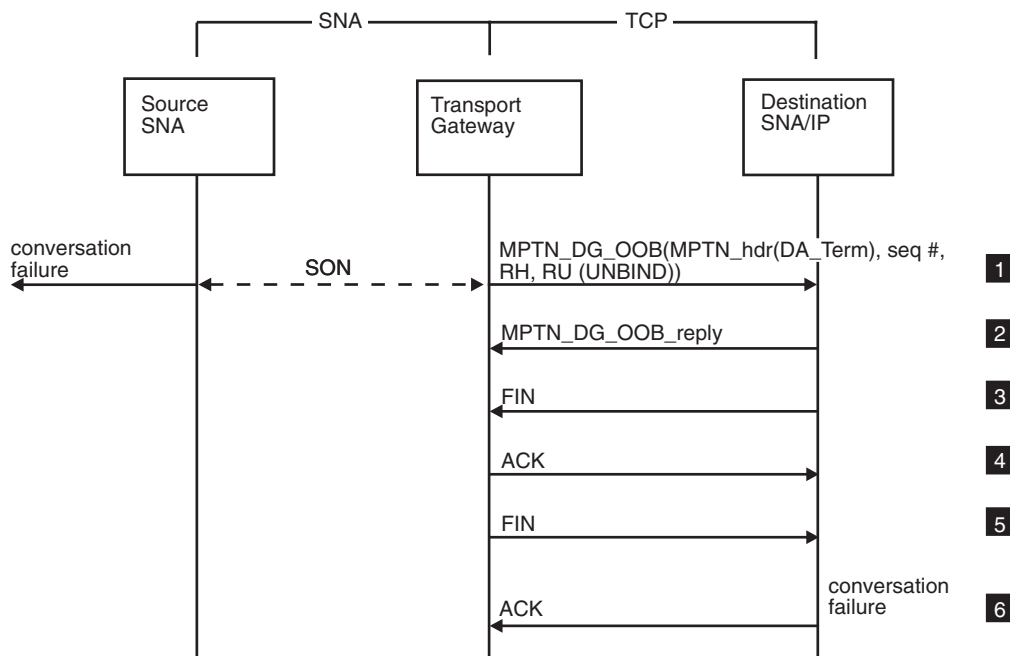 SNA
TCP
Source
SNA
Transport
Gateway
Destination
SNA/IP
conversation
failure
SON
MPTN_DG_OOB(MPTN_hdr(DA_Term), seq #,
RH, RU (UNBIND))
1
MPTN_DG_OOB_reply
2
FIN
3
ACK
4
FIN
5
ACK
conversation
failure
6